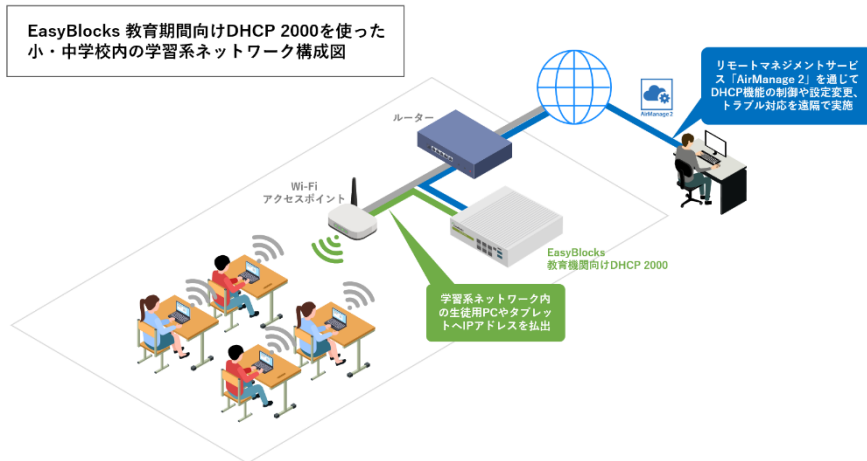 EasyBlocks 教育期間向けDHCP 2000を使った
小・中学校内の学習系ネットワーク構成図
リモートマネジメントサービ
ス「AirManage 2」を通じて
DHCP機能の制御や設定変更、
トラブル対応を遠隔で実施
AirManage 2
ルーター
Wi-Fi
アクセスポイント
EasyBlocks
教育機関向けDHCP 2000
学習系ネットワーク内
の生徒用PCやタブレッ
トへIPアドレスを払出